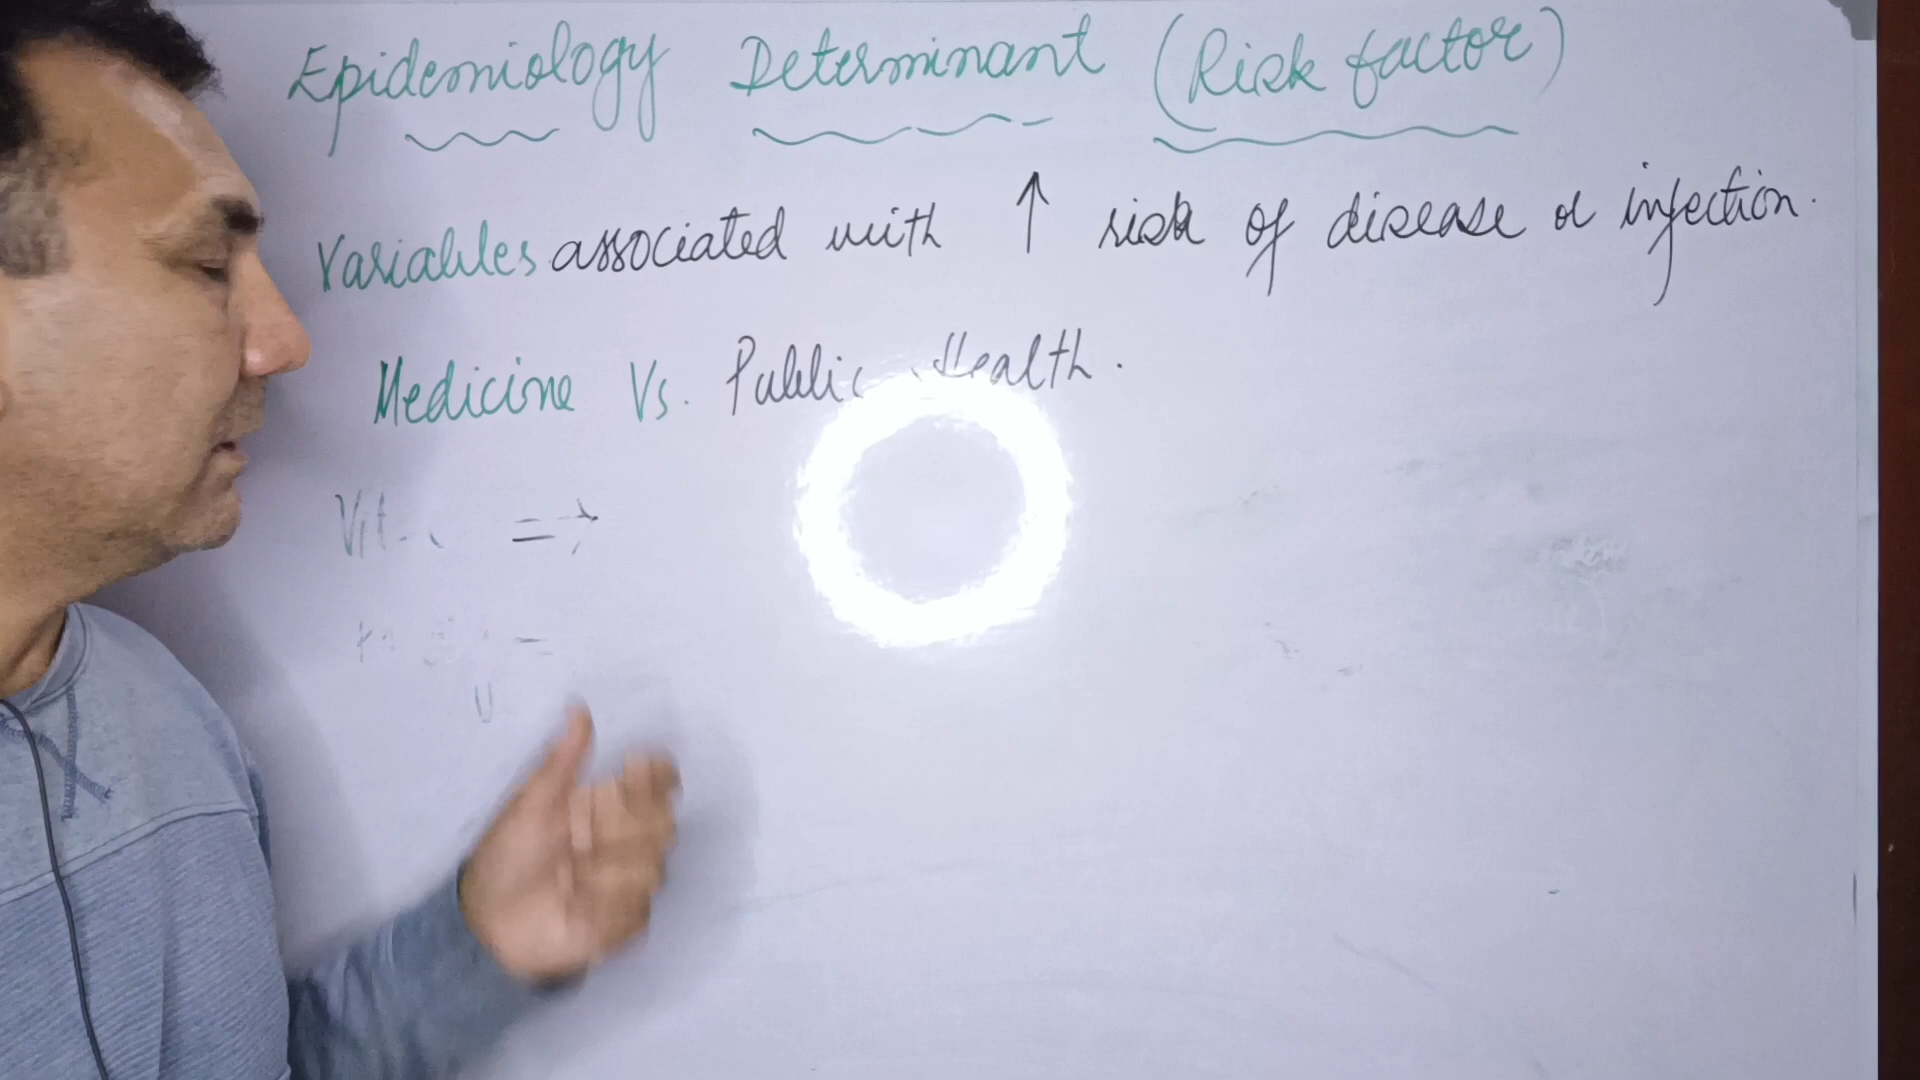 Epidemiology Determinant (Risk factor)
Variables associated with ↑ risk of disease or infection.
Medicine Vs. Public Health.
Vit. ⇒